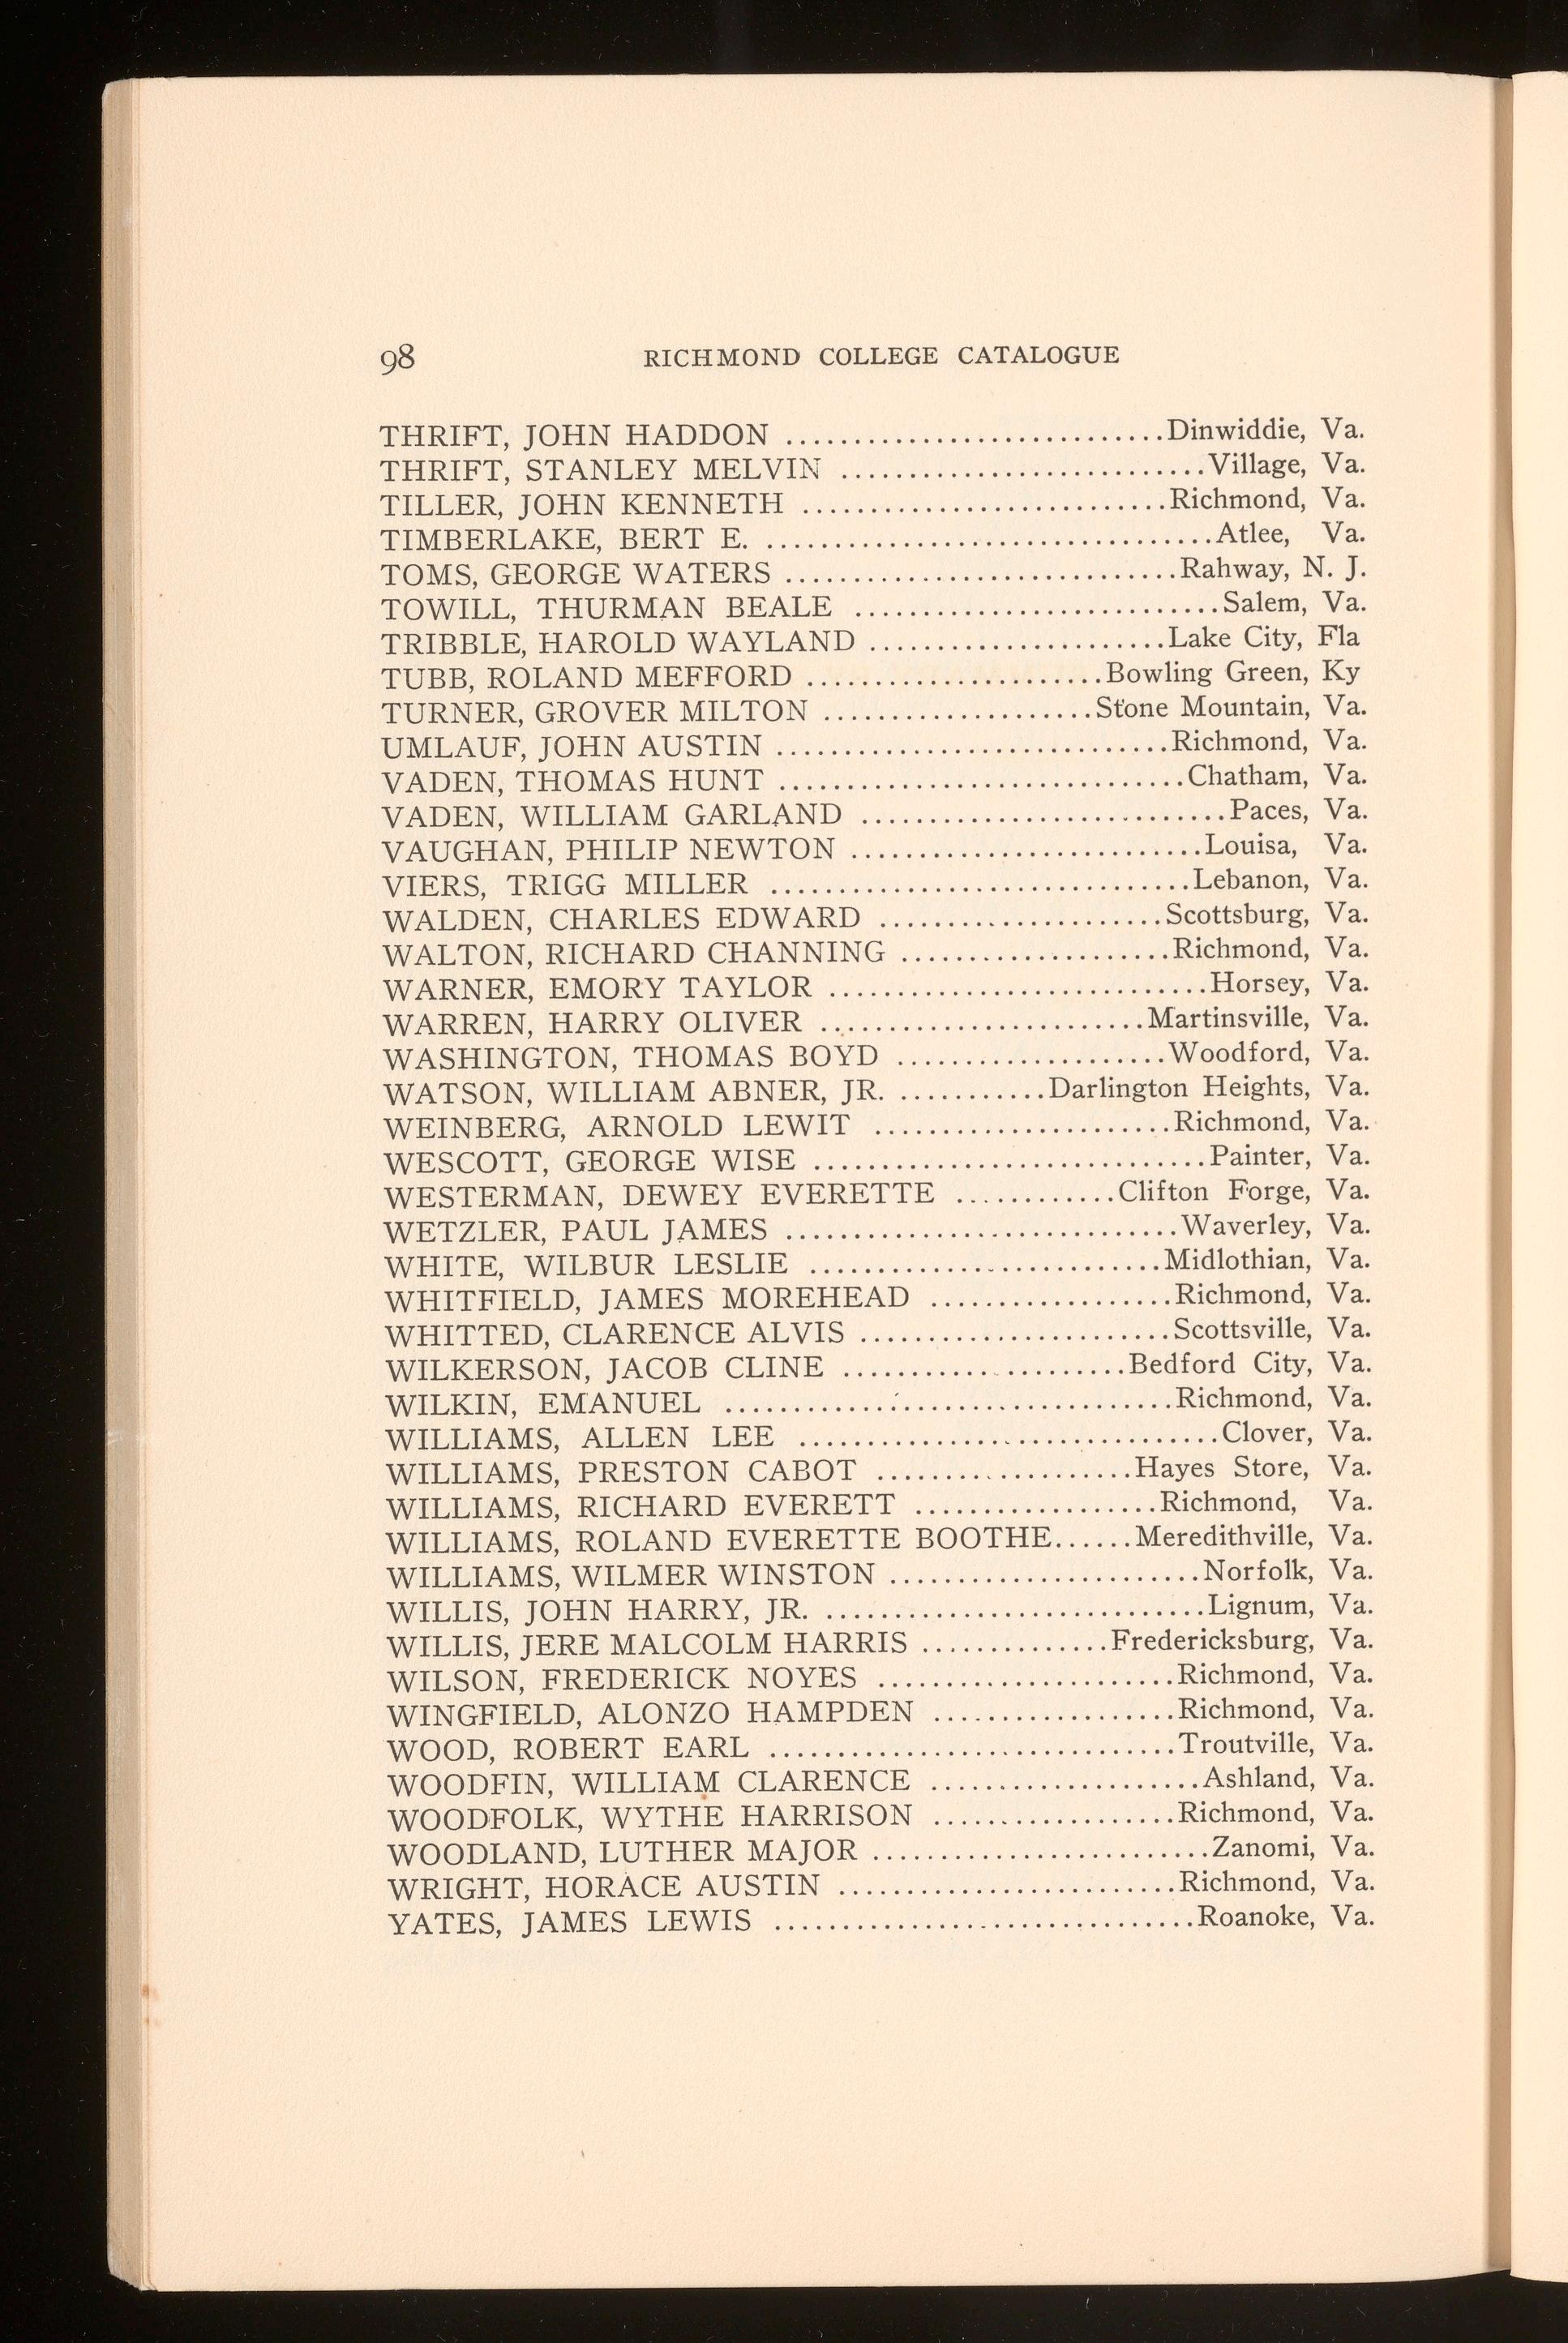 98 RICHMOND COLLEGE CATALOGUE
THRIFT, JOHN HADDON ............................Dinwiddie, Va.
THRIFT, STANLEY MELVIN ...........................Village, Va.
TILLER, JOHN KENNETH ...........................Richmond, Va.
TIMBERLAKE, BERT E. .................................Atlee, Va.
TOMS, GEORGE WATERS .............................Rahway, N. J.
TOWILL, THURMAN BEALE ...........................Salem, Va.
TRIBBLE, HAROLD WAYLAND ......................Lake City, Fla
TUBB, ROLAND MEFFORD ......................Bowling Green, Ky
TURNER, GROVER MILTON ....................Stone Mountain, Va.
UMLAUF, JOHN AUSTIN .............................Richmond, Va.
VADEN, THOMAS HUNT ..............................Chatham, Va.
VADEN, WILLIAM GARLAND ...........................Paces, Va.
VAUGHAN, PHILIP NEWTON ..........................Louisa, Va.
VIERS, TRIGG MILLER ...............................Lebanon, Va.
WALDEN, CHARLES EDWARD .....................Scottsburg, Va.
WALTON, RICHARD CHANNING ....................Richmond, Va.
WARNER, EMORY TAYLOR ............................Horsey, Va.
WARREN, HARRY OLIVER ........................Martinsville, Va.
WASHINGTON, THOMAS BOYD ....................Woodford, Va.
WATSON, WILLIAM ABNER, JR. ...........Darlington Heights, Va.
WEINBERG, ARNOLD LEWIT ......................Richmond, Va.
WESCOTT, GEORGE WISE .............................Painter, Va.
WESTERMAN, DEWEY EVERETTE ............Clifton Forge, Va.
WETZLER, PAUL JAMES .............................Waverley, Va.
WHITE, WILBUR LESLIE ..........................Midlothian, Va.
WHITFIELD, JAMES MOREHEAD ..................Richmond, Va.
WHITTED, CLARENCE ALVIS .......................Scottsville, Va.
WILKERSON, JACOB CLINE .....................Bedford City, Va.
WILKIN, EMANUEL .................................Richmond, Va.
WILLIAMS, ALLEN LEE ...............................Clover, Va.
WILLIAMS, PRESTON CABOT ...................Hayes Store, Va.
WILLIAMS, RICHARD EVERETT ..................Richmond, Va.
WILLIAMS, ROLAND EVERETTE BOOTHE......Meredithville, Va.
WILLIAMS, WILMER WINSTON .......................Norfolk, Va.
WILLIS, JOHN HARRY, JR. ............................Lignum, Va.
WILLIS, JERE MALCOLM HARRIS ..............Fredericksburg, Va.
WILSON, FREDERICK NOYES ......................Richmond, Va.
WINGFIELD, ALONZO HAMPDEN ..................Richmond, Va.
WOOD, ROBERT EARL ..............................Troutville, Va.
WOODFIN, WILLIAM CLARENCE ....................Ashland, Va.
WOODFOLK, WYTHE HARRISON ..................Richmond, Va.
WOODLAND, LUTHER MAJOR .........................Zanomi, Va.
WRIGHT, HORACE AUSTIN .........................Richmond, Va.
YATES, JAMES LEWIS ...............................Roanoke, Va.